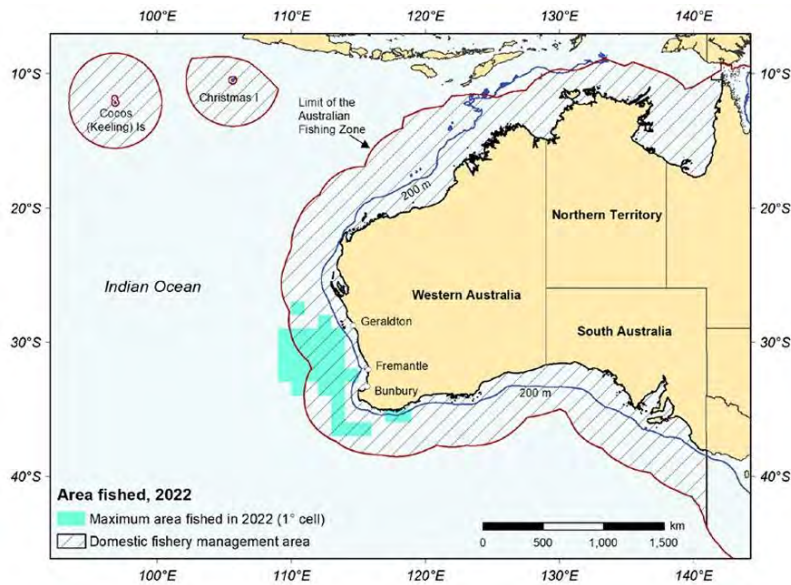 100°E 110°E 120°E 130°E 140°E
10°S
10°S
Cocos
(Keeling) Is
Christmas I
Limit of the
Australian
Fishing Zone
200 m
20°S
20°S
Northern Territory
Indian Ocean
Western Australia
South Australia
Geraldton
30°S
30°S
Fremantle
Bunbury
200 m
40°S
40°S
Area fished, 2022
Maximum area fished in 2022 (1° cell)
Domestic fishery management area
km
0 500 1,000 1,500
100°E 110°E 120°E 130°E 140°E